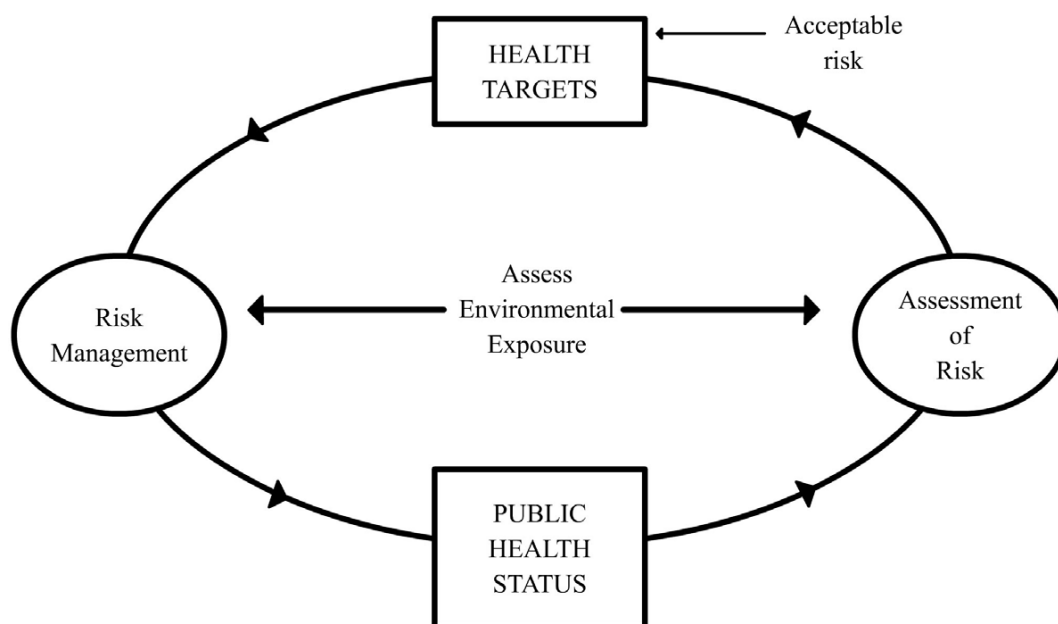 HEALTH
TARGETS
Acceptable
risk
Assess
Environmental
Exposure
Risk
Management
Assessment
of
Risk
PUBLIC
HEALTH
STATUS